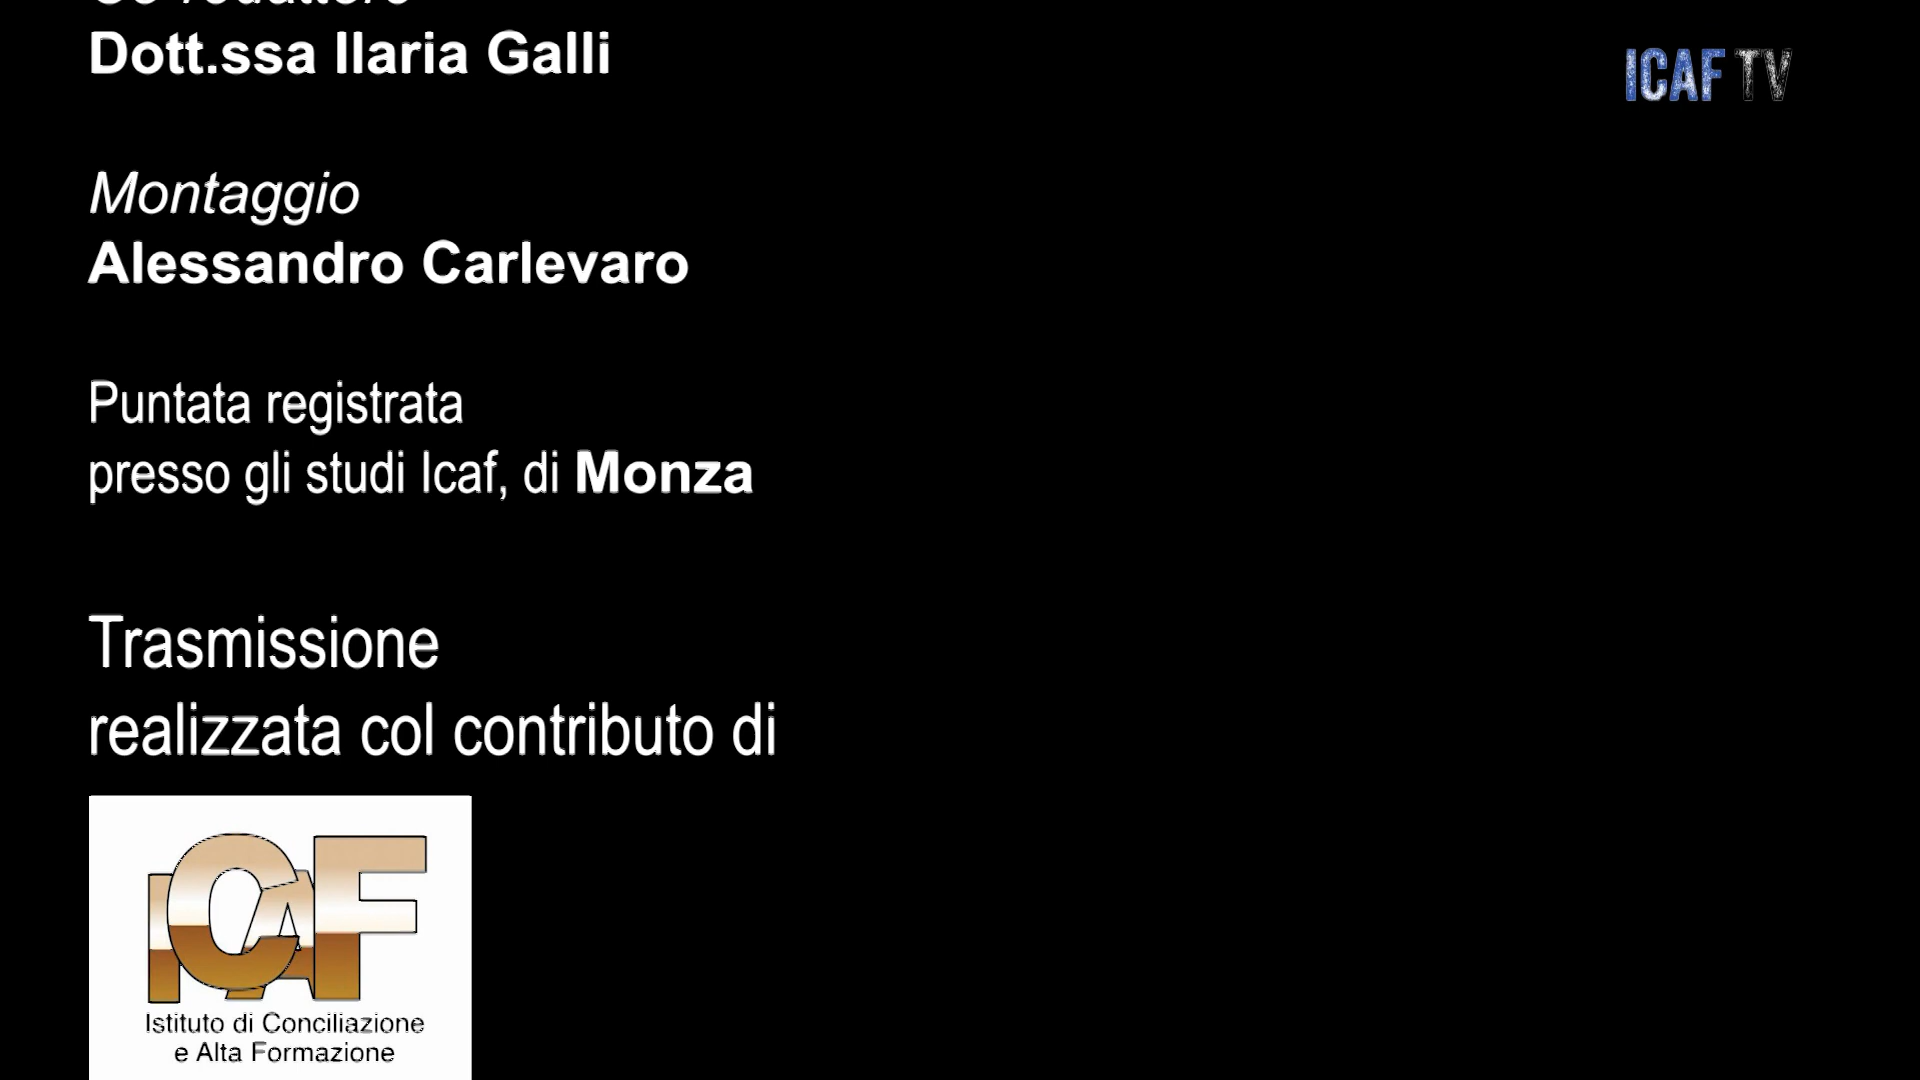 Dott.ssa Ilaria Galli
ICAF TV
Montaggio
Alessandro Carlevaro
Puntata registrata
presso gli studi Icaf, di Monza
Trasmissione
realizzata col contributo di
ICAF
Istituto di Conciliazione
e Alta Formazione